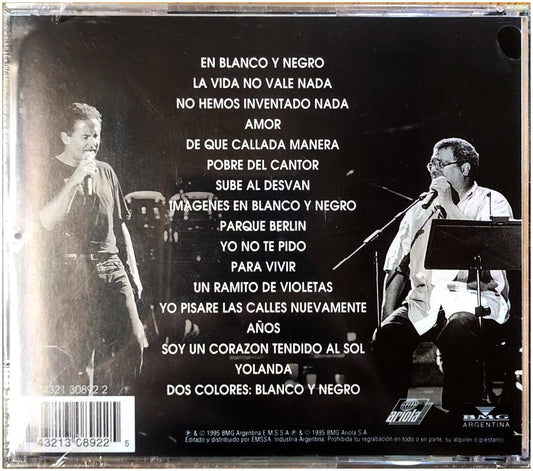 EN BLANCO Y NEGRO
LA VIDA NO VALE NADA
NO HEMOS INVENTADO NADA
AMOR
DE QUE CALLADA MANERA
POBRE DEL CANTOR
SUBE AL DESVAN
IMAGENES EN BLANCO Y NEGRO
PARQUE BERLIN
YO NO TE PIDO
PARA VIVIR
UN RAMITO DE VIOLETAS
YO PISARE LAS CALLES NUEVAMENTE
AÑOS
SOY UN CORAZON TENDIDO AL SOL
YOLANDA
DOS COLORES: BLANCO Y NEGRO
4321 30892 2
43213 08922 5
ariola
BMG
ARGENTINA
℗ & © 1995 BMG Argentina E.M.S.S.A ℗ & © 1995 BMG Ariola S.A
Editado y distribuido por EMSSA. Industria Argentina. Prohibida su regrabación en todo o en parte, su alquiler o préstamo